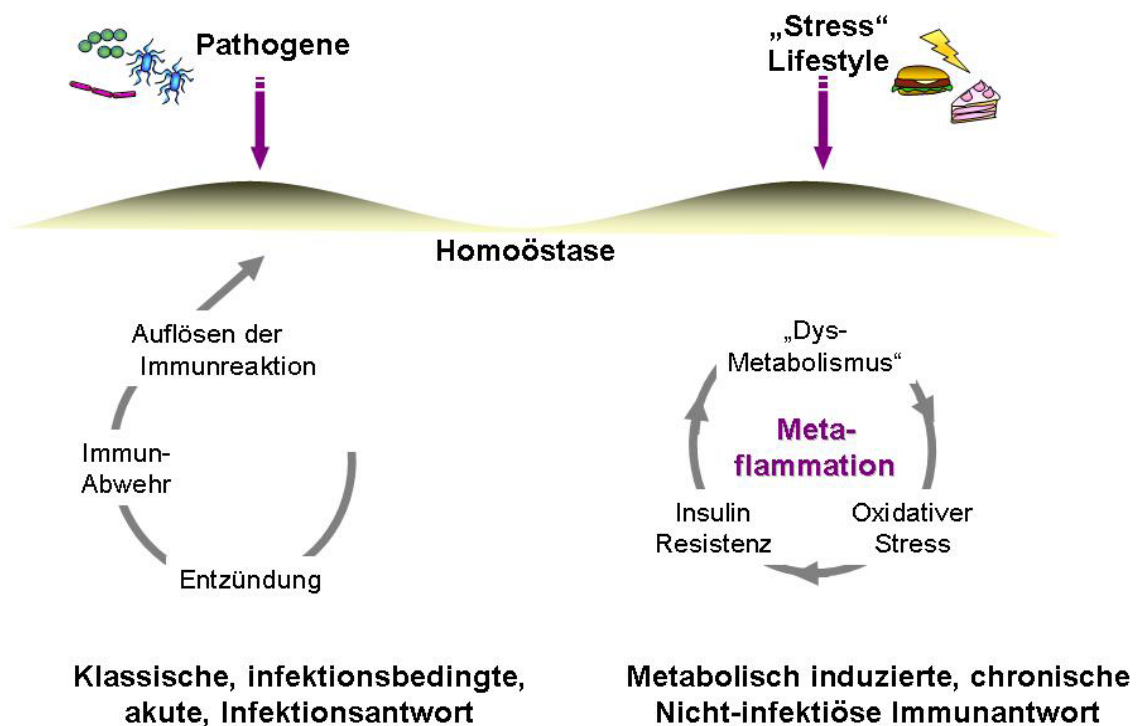 Pathogene
„Stress“
Lifestyle
Homoöstase
Auflösen der
Immunreaktion
Immun-
Abwehr
Entzündung
„Dys-
Metabolismus“
Meta-
flammation
Insulin
Resistenz
Oxidativer
Stress
Klassische, infektionsbedingte,
akute, Infektionsantwort
Metabolisch induzierte, chronische
Nicht-infektiöse Immunantwort